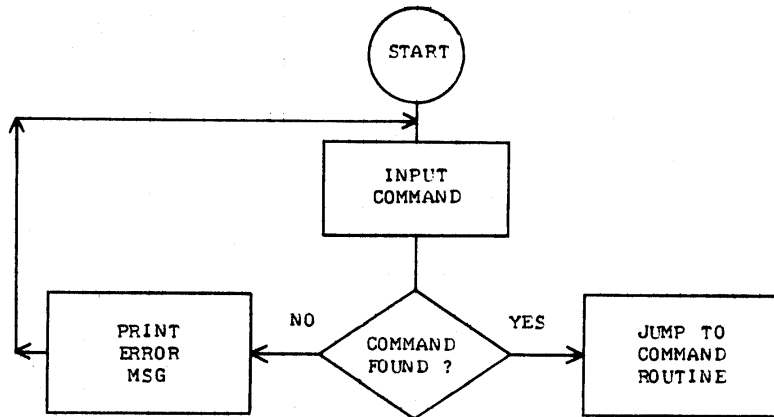 START
INPUT
COMMAND
NO
YES
PRINT
ERROR
MSG
COMMAND
FOUND ?
JUMP TO
COMMAND
ROUTINE